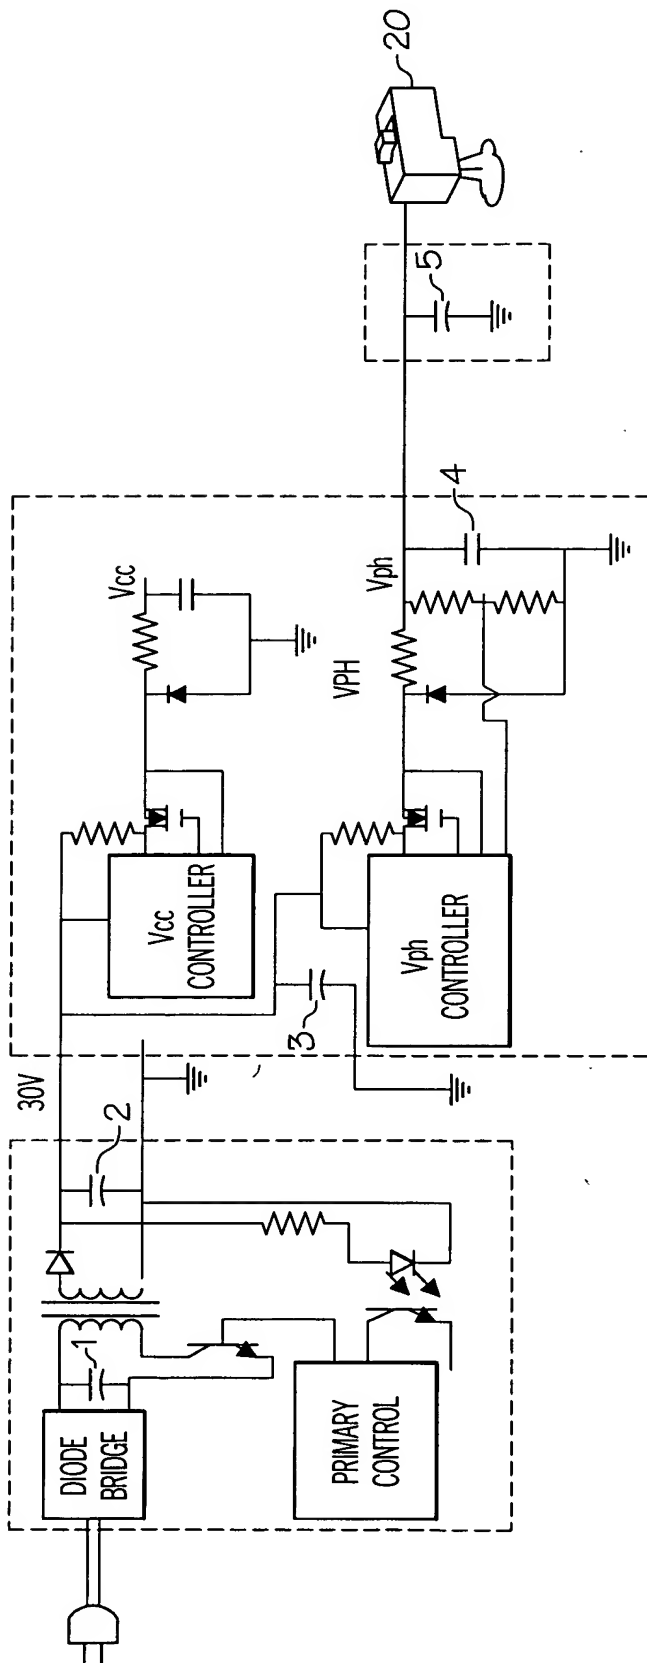 DIODE
BRIDGE
1
PRIMARY
CONTROL
2
30V
3
Vcc
CONTROLLER
Vcc
Vph
CONTROLLER
VPH
Vph
4
5
20